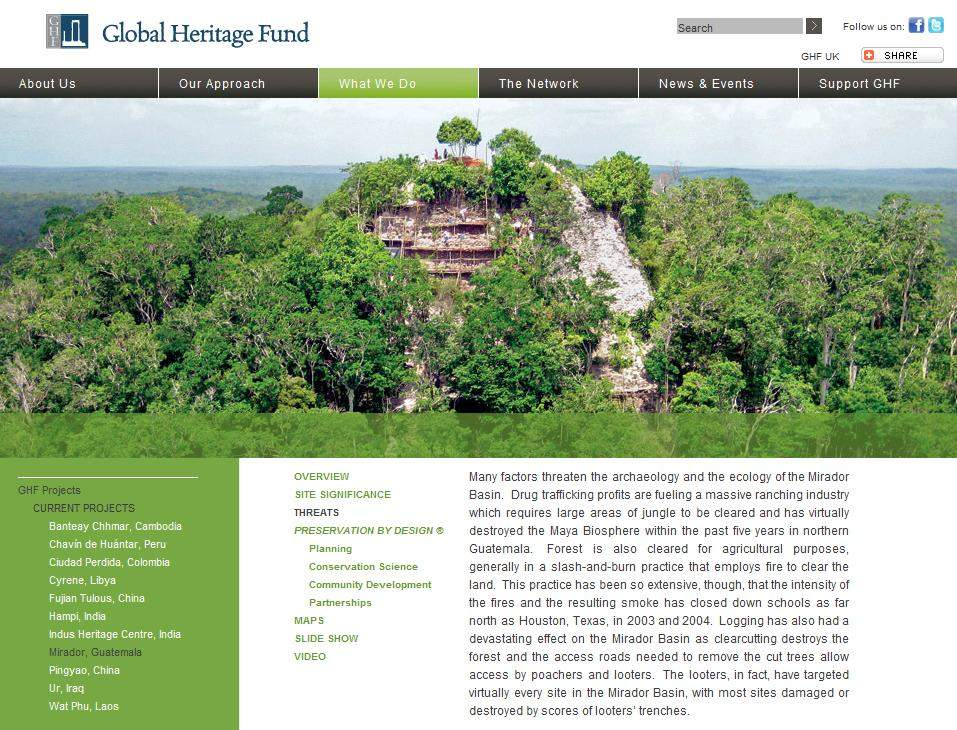 GHF
Global Heritage Fund
Search
Follow us on:
GHF UK
SHARE
About Us
Our Approach
What We Do
The Network
News & Events
Support GHF
GHF Projects
CURRENT PROJECTS
Banteay Chhmar, Cambodia
Chavín de Huántar, Peru
Ciudad Perdida, Colombia
Cyrene, Libya
Fujian Tulous, China
Hampi, India
Indus Heritage Centre, India
Mirador, Guatemala
Pingyao, China
Ur, Iraq
Wat Phu, Laos
OVERVIEW
SITE SIGNIFICANCE
THREATS
PRESERVATION BY DESIGN ®
Planning
Conservation Science
Community Development
Partnerships
MAPS
SLIDE SHOW
VIDEO
Many factors threaten the archaeology and the ecology of the Mirador
Basin. Drug trafficking profits are fueling a massive ranching industry
which requires large areas of jungle to be cleared and has virtually
destroyed the Maya Biosphere within the past five years in northern
Guatemala. Forest is also cleared for agricultural purposes,
generally in a slash-and-burn practice that employs fire to clear the
land. This practice has been so extensive, though, that the intensity of
the fires and the resulting smoke has closed down schools as far
north as Houston, Texas, in 2003 and 2004. Logging has also had a
devastating effect on the Mirador Basin as clearcutting destroys the
forest and the access roads needed to remove the cut trees allow
access by poachers and looters. The looters, in fact, have targeted
virtually every site in the Mirador Basin, with most sites damaged or
destroyed by scores of looters' trenches.